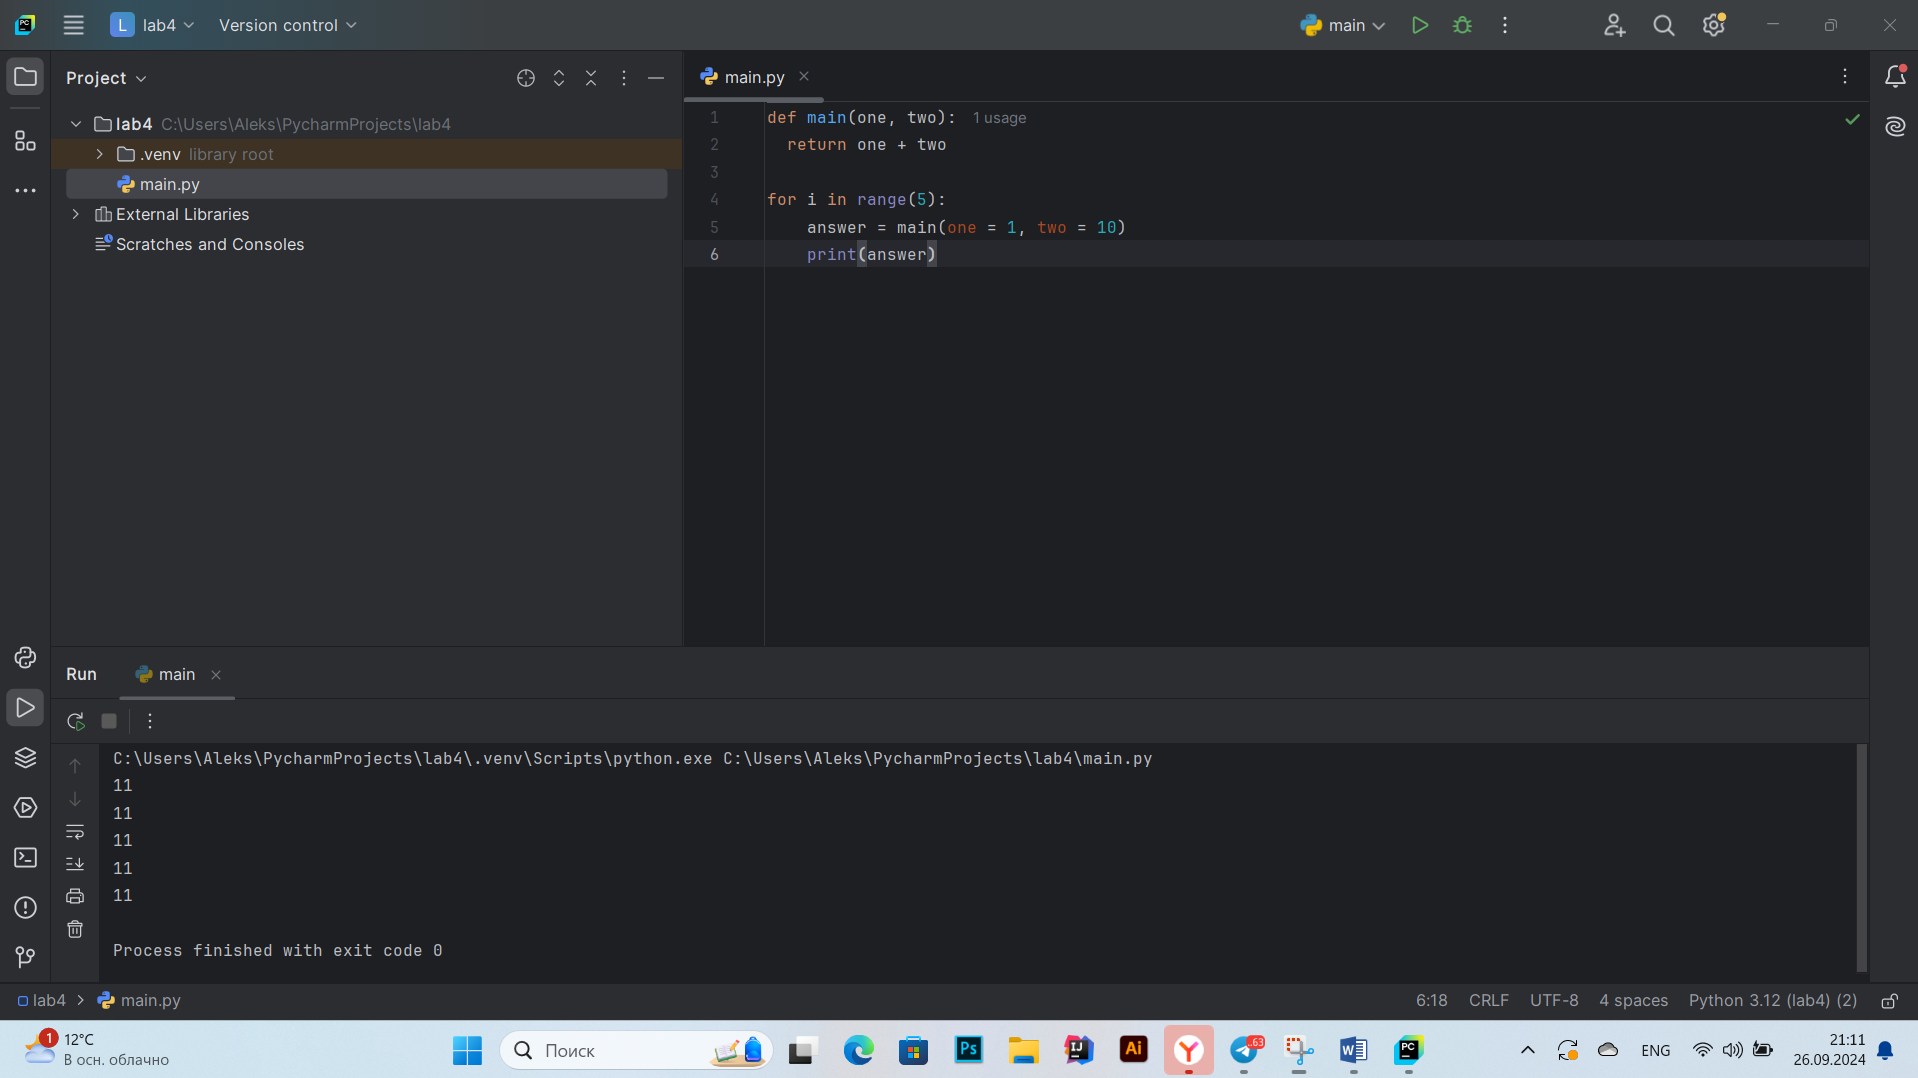 L lab4 Version control main
Project
main.py
lab4 C:\Users\Aleks\PycharmProjects\lab4
.venv library root
main.py
External Libraries
Scratches and Consoles
1 def main(one, two): 1 usage
2 return one + two
3
4 for i in range(5):
5 answer = main(one = 1, two = 10)
6 print(answer)
Run main
C:\Users\Aleks\PycharmProjects\lab4\.venv\Scripts\python.exe C:\Users\Aleks\PycharmProjects\lab4\main.py
11
11
11
11
11
Process finished with exit code 0
lab4 main.py 6:18 CRLF UTF-8 4 spaces Python 3.12 (lab4) (2)
1 12°C
В осн. облачно
Поиск
Ps
IJ
Ai
Y
63
W
PC
ENG
21:11
26.09.2024